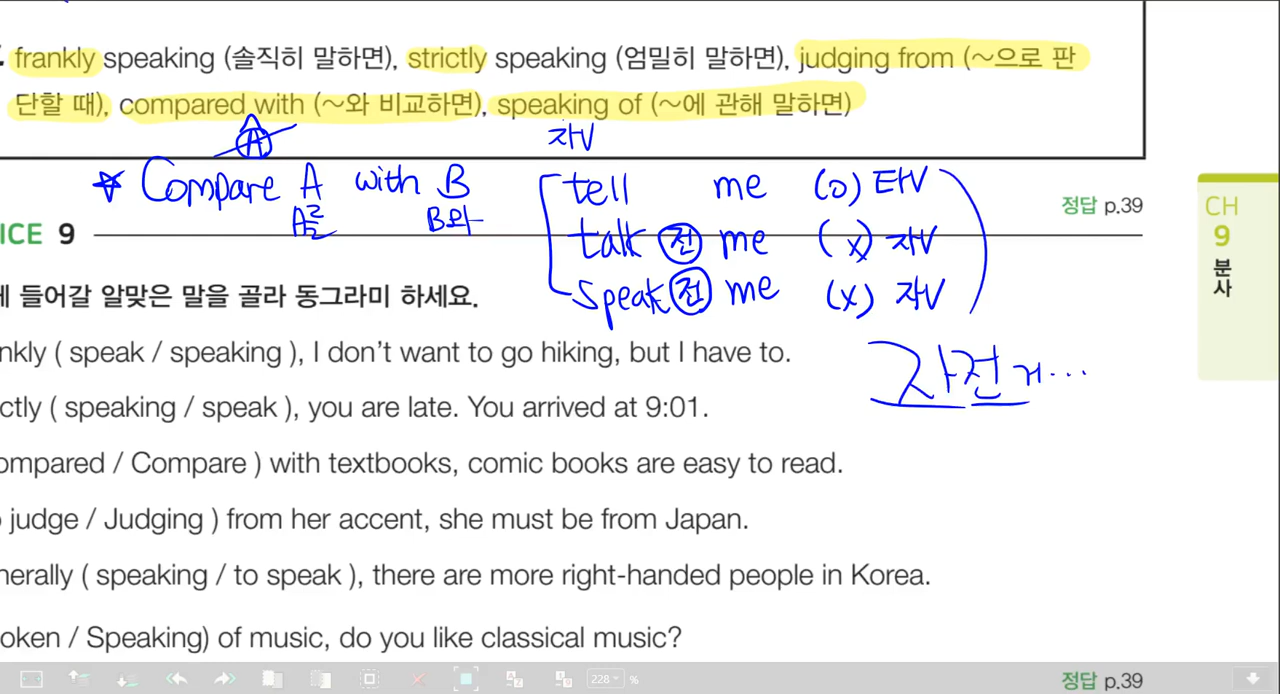 frankly speaking (솔직히 말하면), strictly speaking (엄밀히 말하면), judging from (~으로 판
단할 때), compared with (~와 비교하면), speaking of (~에 관해 말하면)
A 자V
☆ Compare A with B
A를 B와
tell me (o) 타V
talk 전 me (x) 자V
speak 전 me (x) 자V
자전거...
정답 p.39
CH
9
분
사
ICE 9
에 들어갈 알맞은 말을 골라 동그라미 하세요.
nkly ( speak / speaking ), I don't want to go hiking, but I have to.
ctly ( speaking / speak ), you are late. You arrived at 9:01.
ompared / Compare ) with textbooks, comic books are easy to read.
judge / Judging ) from her accent, she must be from Japan.
nerally ( speaking / to speak ), there are more right-handed people in Korea.
oken / Speaking) of music, do you like classical music?
228 %
정답 p.39